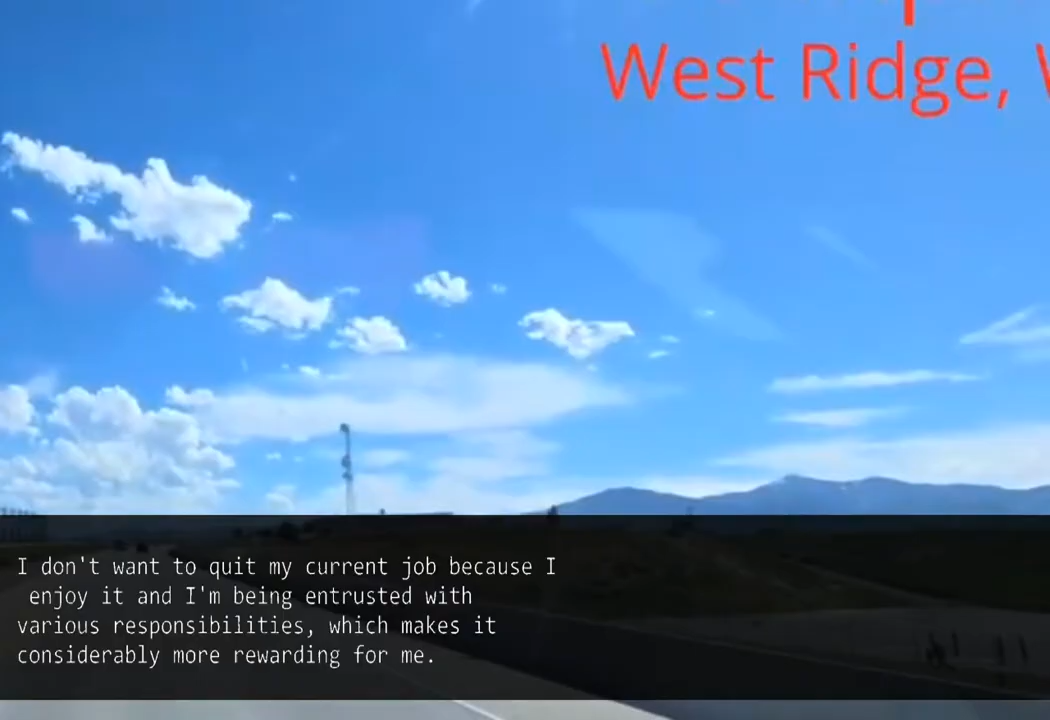 West Ridge,
I don't want to quit my current job because I
enjoy it and I'm being entrusted with
various responsibilities, which makes it
considerably more rewarding for me.